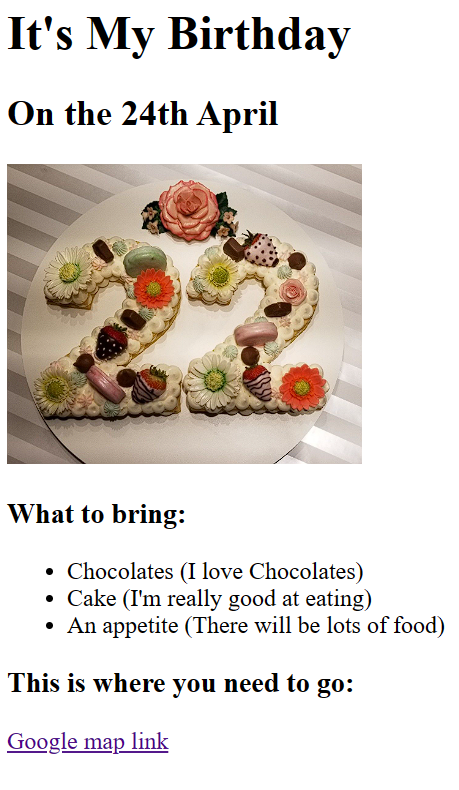 It's My Birthday
On the 24th April
What to bring:
Chocolates (I love Chocolates)
Cake (I'm really good at eating)
An appetite (There will be lots of food)
This is where you need to go:
Google map link